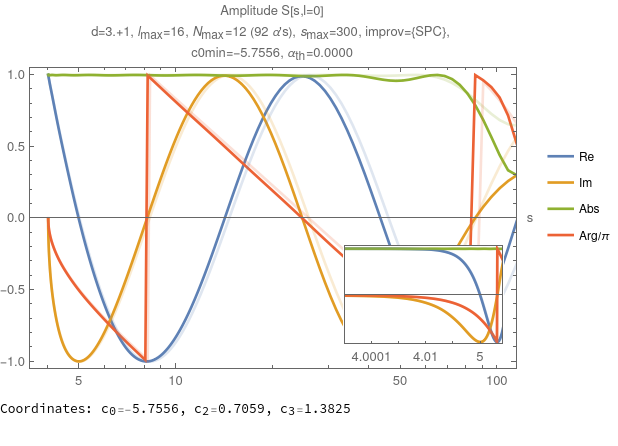 Amplitude S[s,l=0]
d=3.+1, lmax=16, Nmax=12 (92 α's), smax=300, improv={SPC},
c0min=-5.7556, αth=0.0000
1.0
0.5
0.0
-0.5
-1.0
5
10
50
100
s
4.0001
4.01
5
Re
Im
Abs
Arg/π
Coordinates: c0=-5.7556, c2=0.7059, c3=1.3825